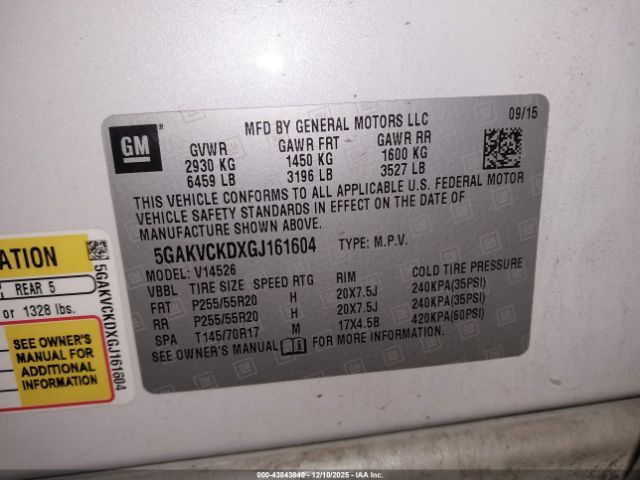 GM
MFD BY GENERAL MOTORS LLC
09/15
GVWR GAWR FRT GAWR RR
2930 KG 1450 KG 1600 KG
6459 LB 3196 LB 3527 LB
THIS VEHICLE CONFORMS TO ALL APPLICABLE U.S. FEDERAL MOTOR
VEHICLE SAFETY STANDARDS IN EFFECT ON THE DATE OF
MANUFACTURE SHOWN ABOVE.
5GAKVCKDXGJ161604 TYPE: M.P.V.
MODEL: V14526
VBBL TIRE SIZE SPEED RTG RIM COLD TIRE PRESSURE
FRT P255/55R20 H 20X7.5J 240KPA(35PSI)
RR P255/55R20 H 20X7.5J 240KPA(35PSI)
SPA T145/70R17 M 17X4.5B 420KPA(60PSI)
SEE OWNER'S MANUAL FOR MORE INFORMATION.
ATION
REAR 5
or 1328 lbs.
SEE OWNER'S
MANUAL FOR
ADDITIONAL
INFORMATION
5GAKVCKDXGJ161604
000-43843840 - 12/10/2025 - IAA, Inc.